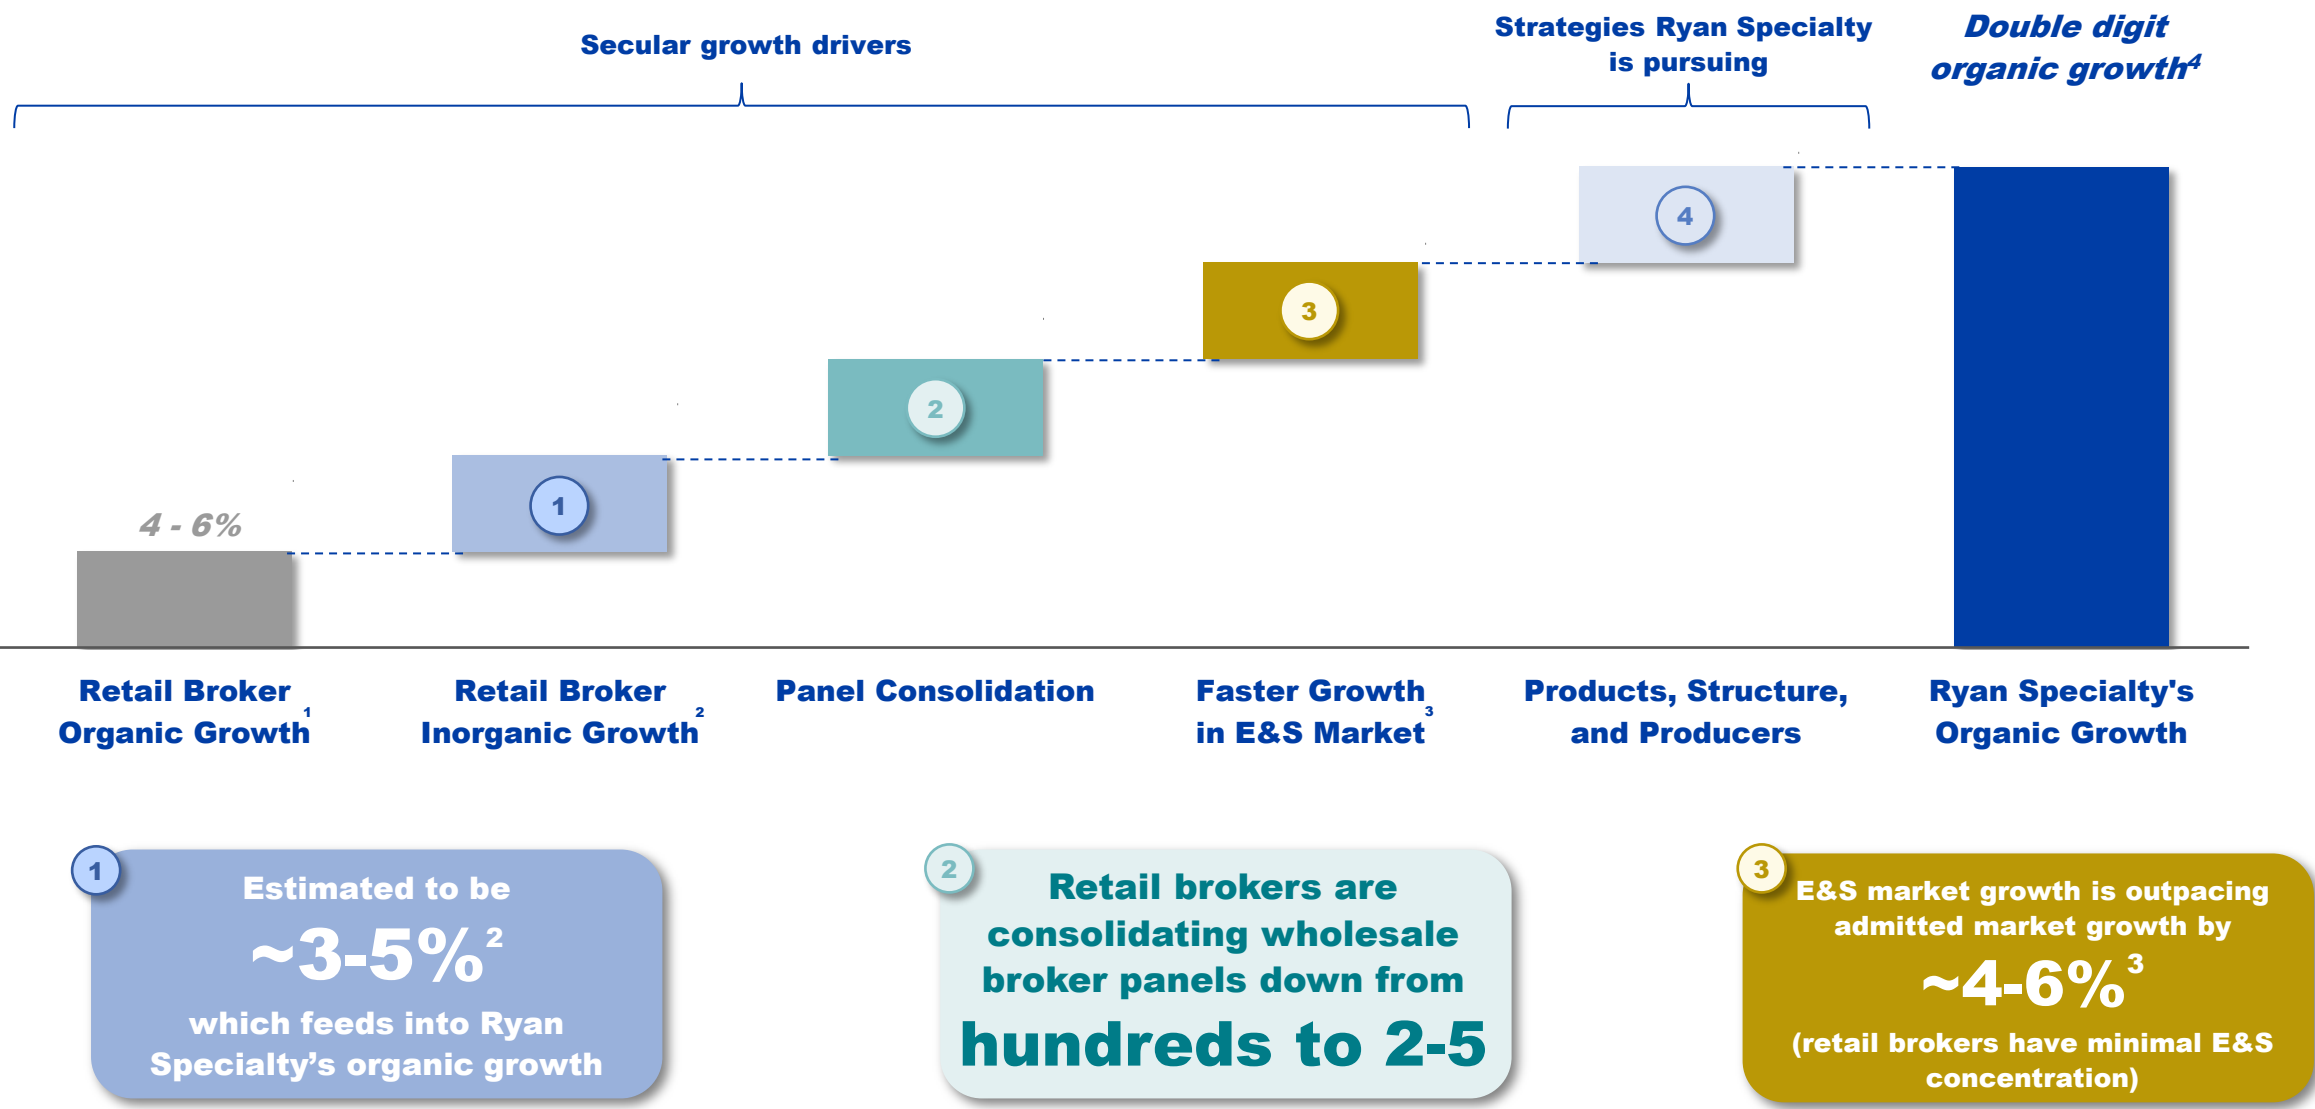 Secular growth drivers
Strategies Ryan Specialty
is pursuing
Double digit
organic growth4
4 - 6%
1
2
3
4
Retail Broker
Organic Growth1
Retail Broker
Inorganic Growth2
Panel Consolidation
Faster Growth
in E&S Market3
Products, Structure,
and Producers
Ryan Specialty's
Organic Growth
1
Estimated to be
~3-5%2
which feeds into Ryan
Specialty’s organic growth
2
Retail brokers are
consolidating wholesale
broker panels down from
hundreds to 2-5
3
E&S market growth is outpacing
admitted market growth by
~4-6%3
(retail brokers have minimal E&S
concentration)